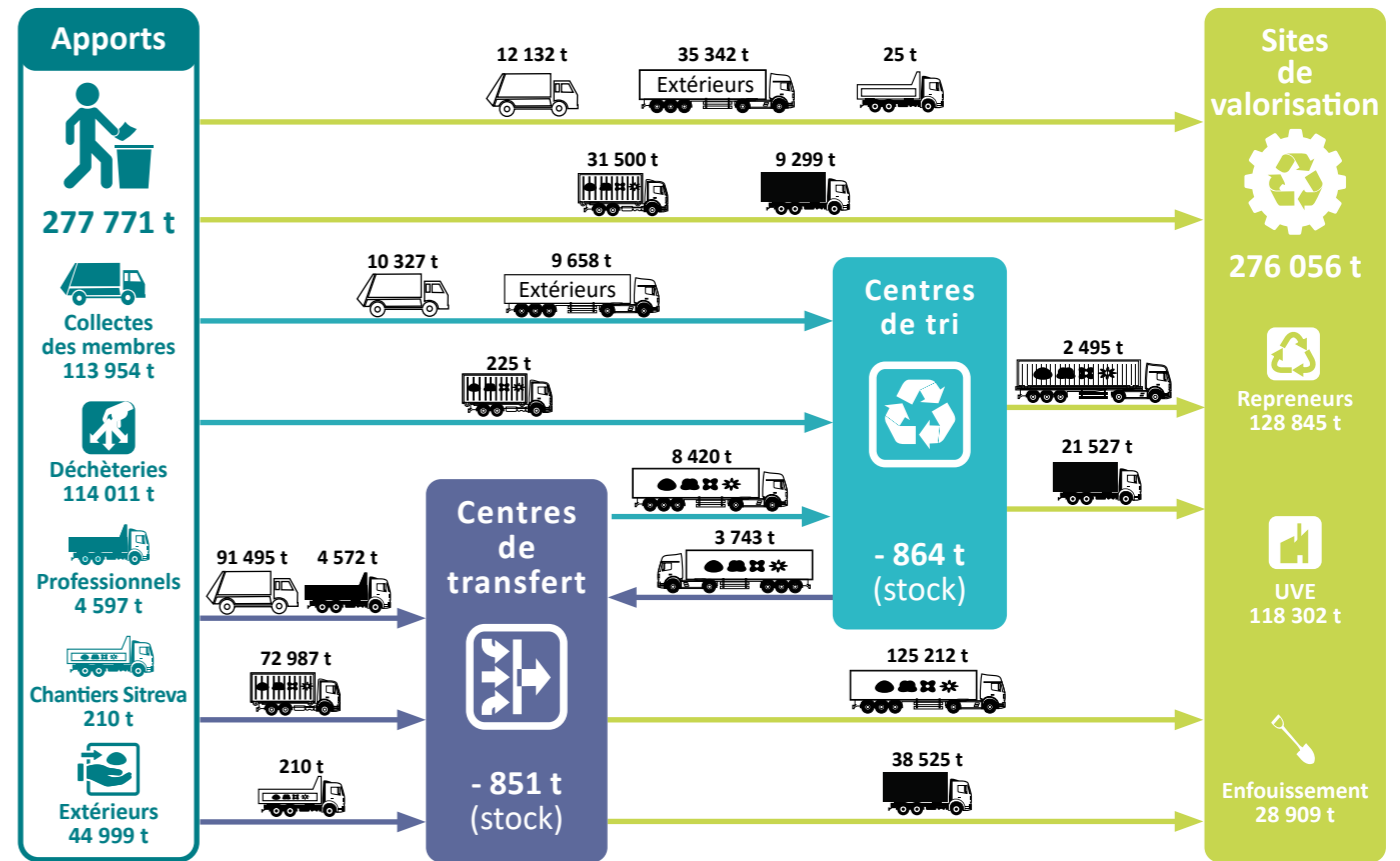 Apports
277 771 t
Collectes
des membres
113 954 t
Déchèteries
114 011 t
Professionnels
4 597 t
Chantiers Sitreva
210 t
Extérieurs
44 999 t
12 132 t
35 342 t
25 t
Extérieurs
31 500 t
9 299 t
10 327 t
9 658 t
Extérieurs
225 t
8 420 t
3 743 t
91 495 t
4 572 t
72 987 t
210 t
Centres
de
transfert
- 851 t
(stock)
Centres
de tri
- 864 t
(stock)
2 495 t
21 527 t
125 212 t
38 525 t
Sites
de
valorisation
276 056 t
Repreneurs
128 845 t
UVE
118 302 t
Enfouissement
28 909 t